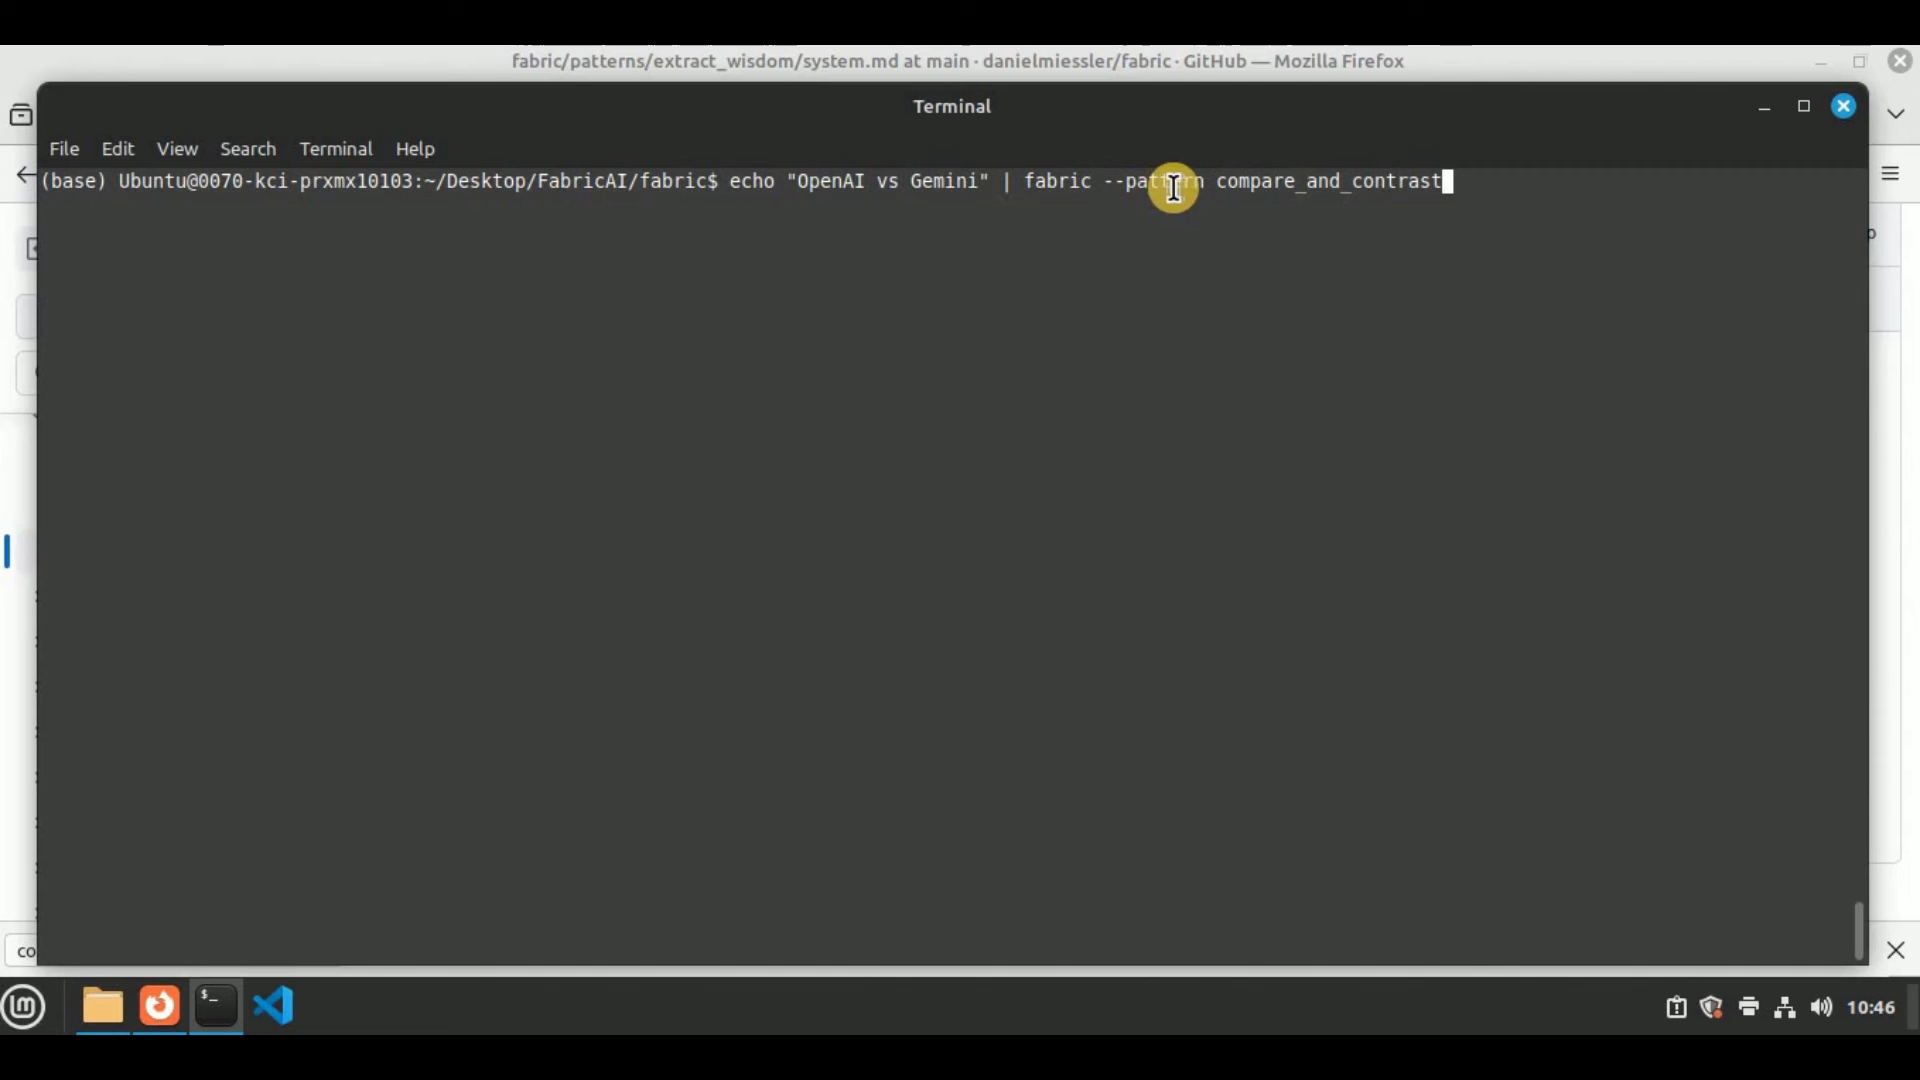 fabric/patterns/extract_wisdom/system.md at main · danielmiessler/fabric · GitHub — Mozilla Firefox
Terminal
File Edit View Search Terminal Help
(base) Ubuntu@0070-kci-prxmx10103:~/Desktop/FabricAI/fabric$ echo "OpenAI vs Gemini" | fabric --pattern compare_and_contrast
co
10:46